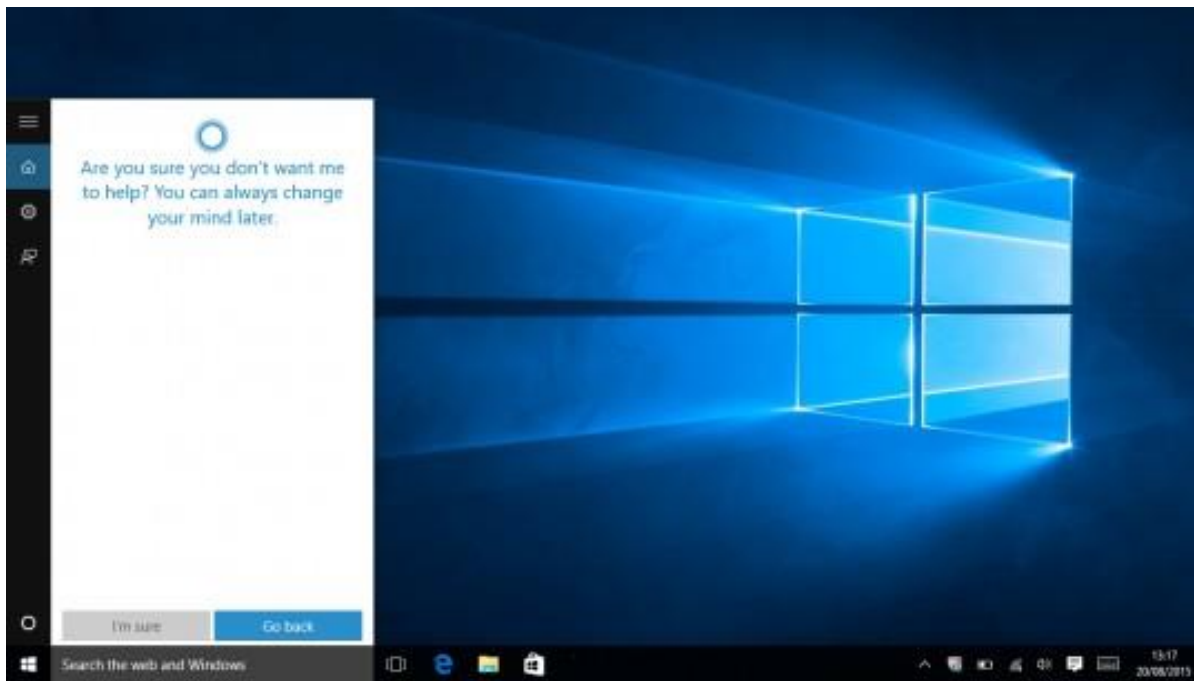 Are you sure you don't want me
to help? You can always change
your mind later.
I'm sure
Go back
Search the web and Windows
13:17
20/08/2015